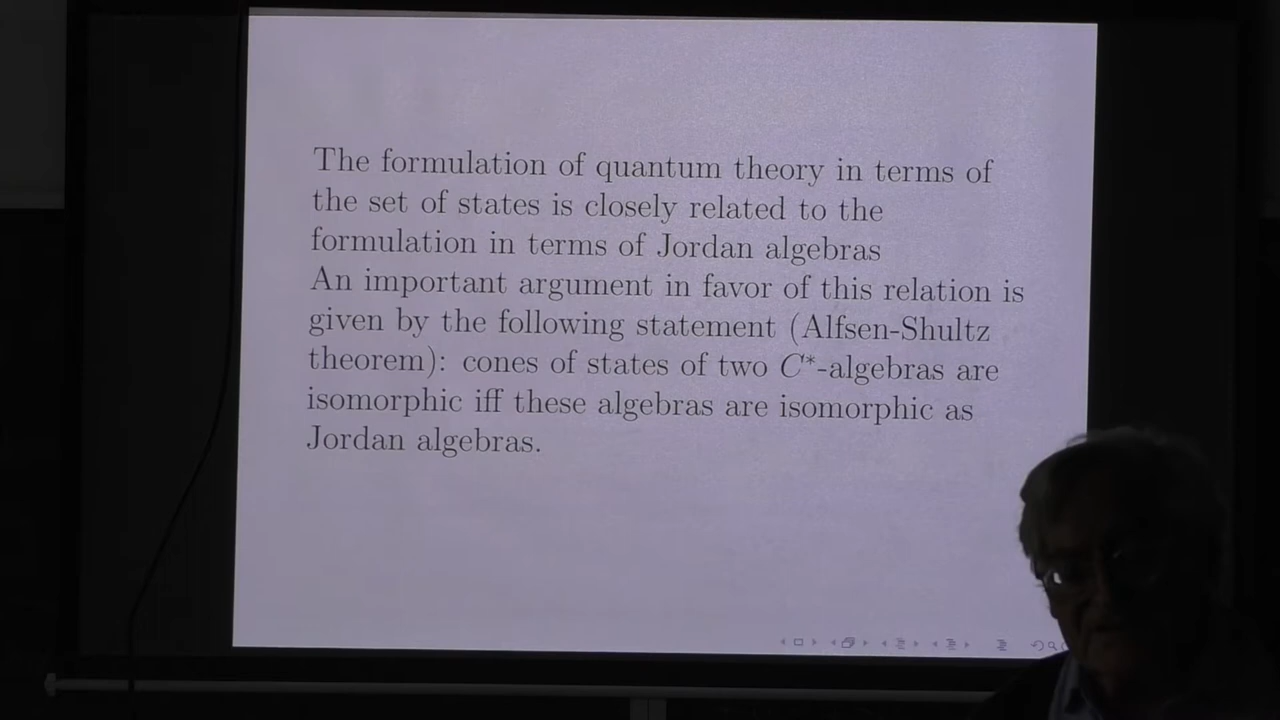 The formulation of quantum theory in terms of
the set of states is closely related to the
formulation in terms of Jordan algebras
An important argument in favor of this relation is
given by the following statement (Alfsen-Shultz
theorem): cones of states of two C*-algebras are
isomorphic iff these algebras are isomorphic as
Jordan algebras.